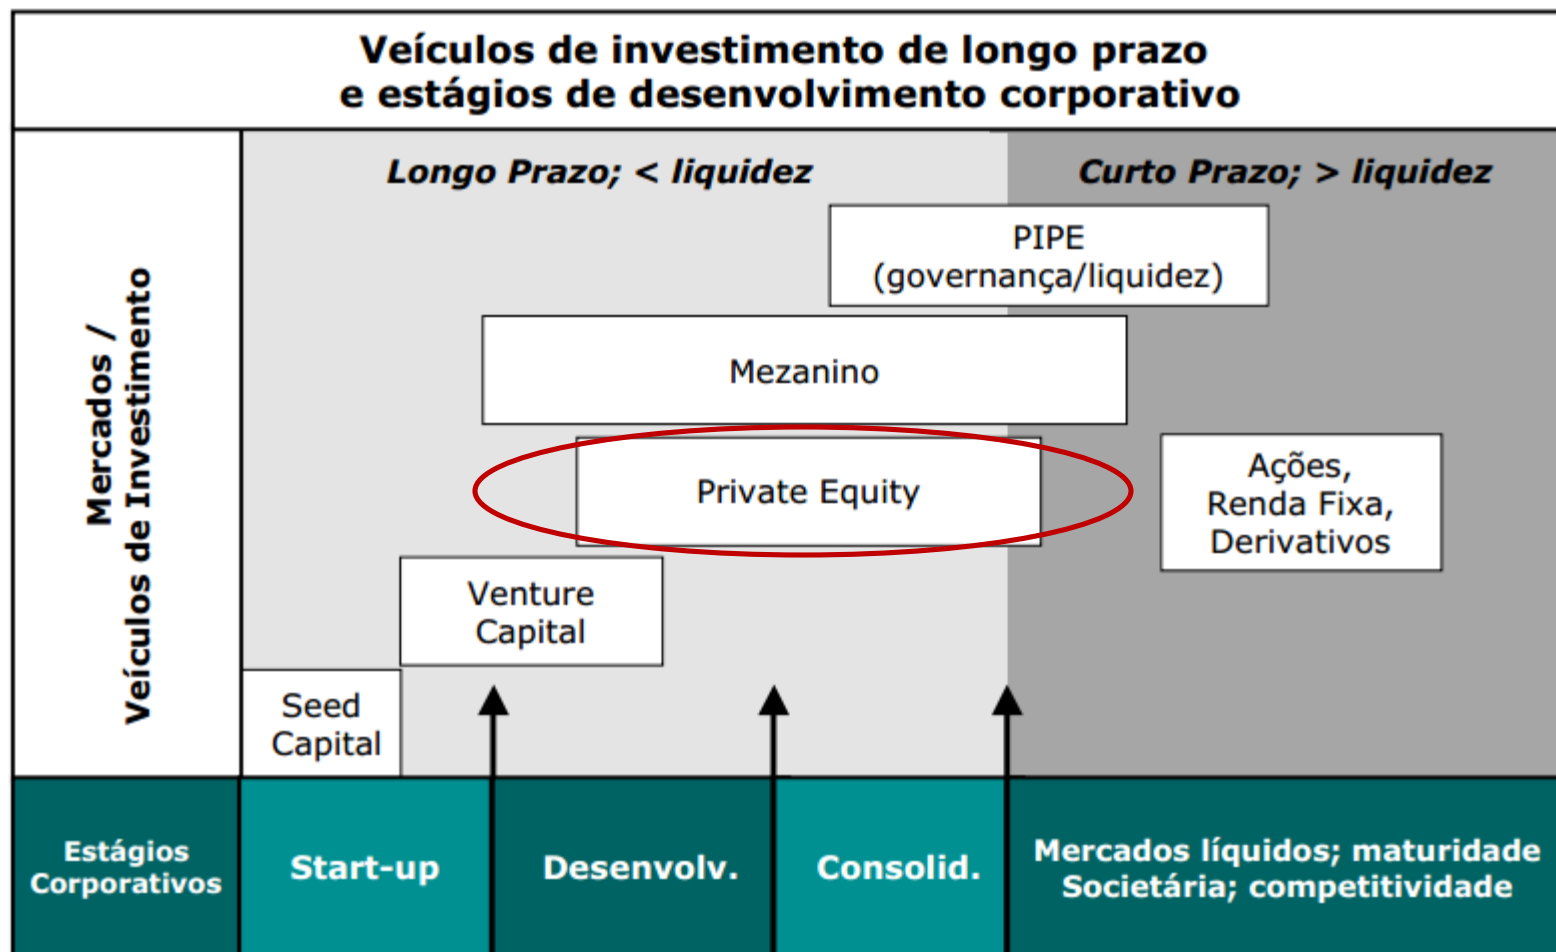 Veículos de investimento de longo prazo
e estágios de desenvolvimento corporativo
Mercados /
Veículos de Investimento
Longo Prazo; < liquidez
Curto Prazo; > liquidez
PIPE
(governança/liquidez)
Mezanino
Private Equity
Ações,
Renda Fixa,
Derivativos
Venture
Capital
Seed
Capital
Estágios
Corporativos
Start-up
Desenvolv.
Consolid.
Mercados líquidos; maturidade
Societária; competitividade